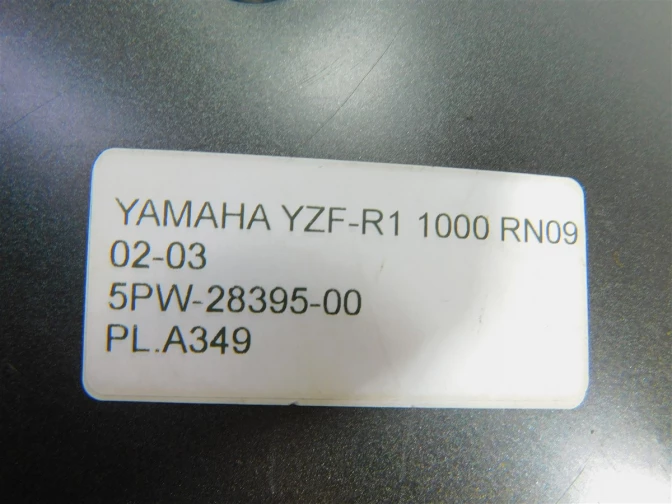 YAMAHA YZF-R1 1000 RN09
02-03
5PW-28395-00
PL.A349